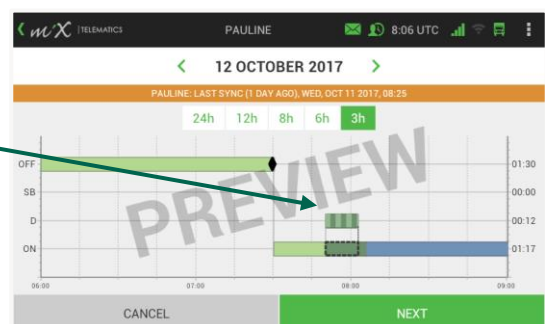 miX TELEMATICS PAULINE 8:06 UTC
12 OCTOBER 2017
PAULINE: LAST SYNC (1 DAY AGO), WED, OCT 11 2017, 08:25
24h 12h 8h 6h 3h
PREVIEW
OFF 01:30
SB 00:00
D 00:12
ON 01:17
06:00 07:00 08:00 09:00
CANCEL NEXT